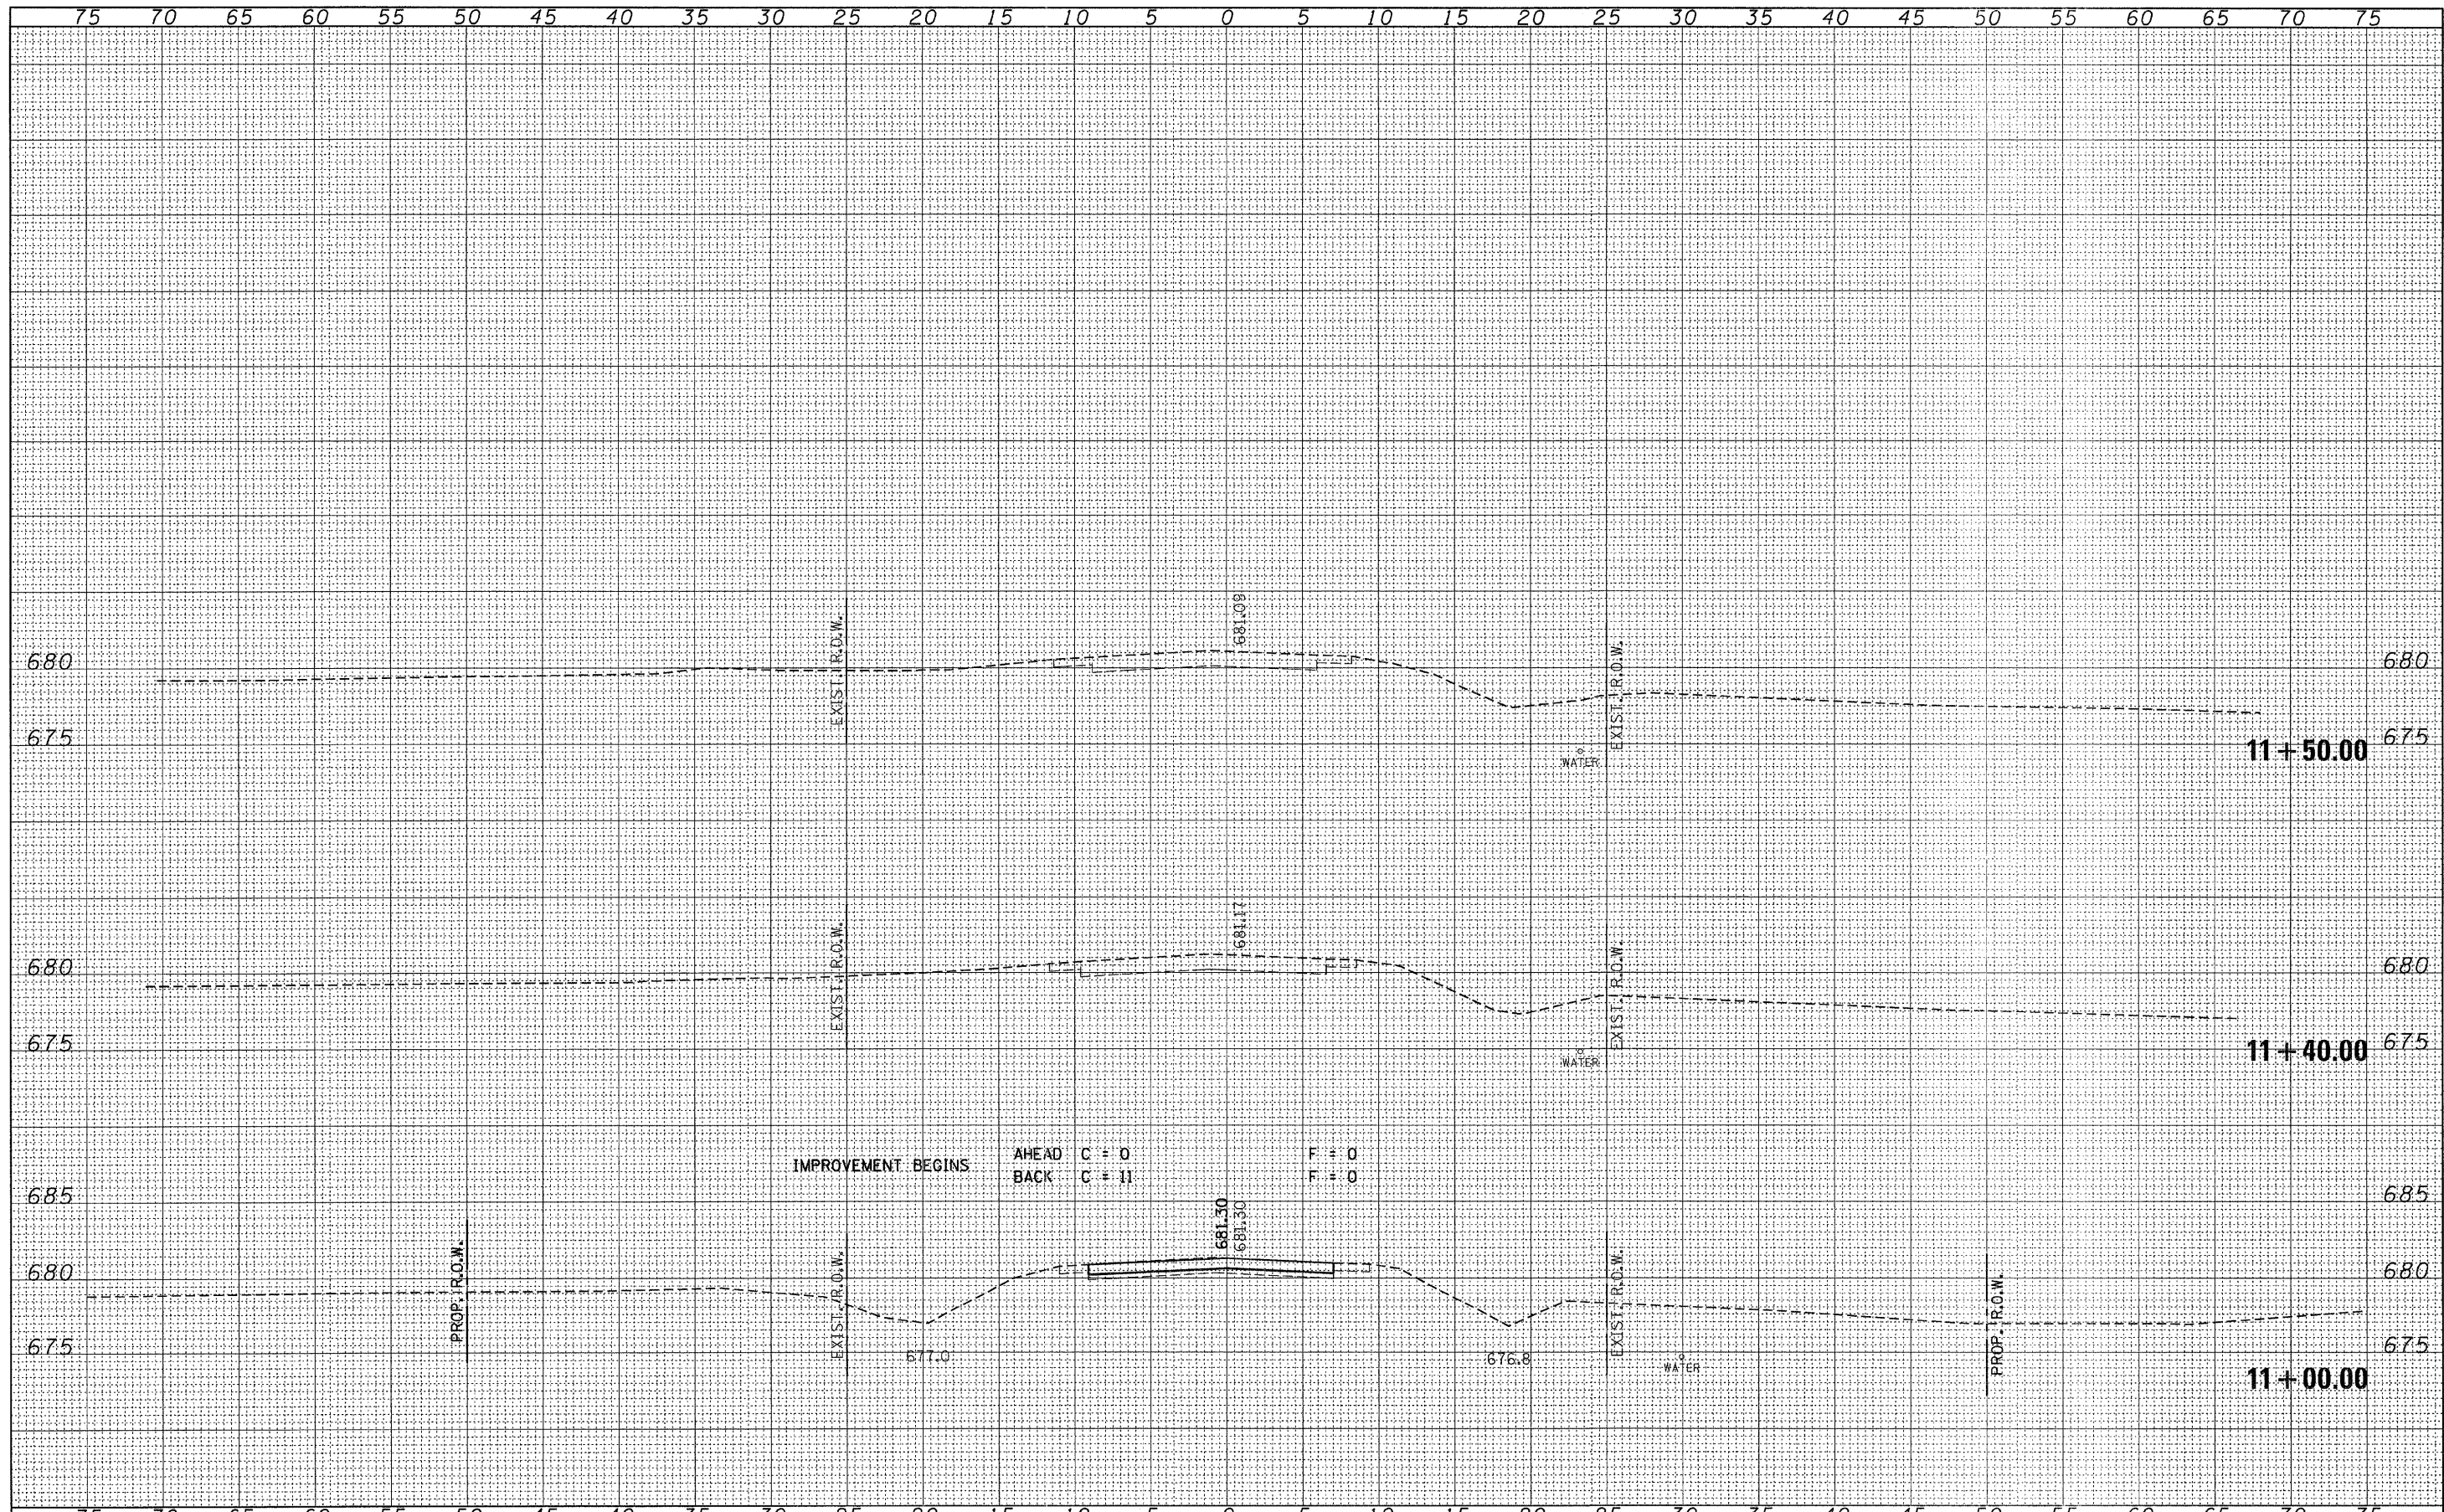 75 70 65 60 55 50 45 40 35 30 25 20 15 10 5 0 5 10 15 20 25 30 35 40 45 50 55 60 65 70 75
681.09
EXIST. R.O.W.
EXIST. R.O.W.
680 680
675 675
WATER
11+50.00
681.17
EXIST. R.O.W.
EXIST. R.O.W.
680 680
675 675
WATER
11+40.00
IMPROVEMENT BEGINS
AHEAD C = 0 F = 0
BACK C = 11 F = 0
685 685
681.30
681.30
PROP. R.O.W.
EXIST. R.O.W.
EXIST. R.O.W.
PROP. R.O.W.
680 680
675 675
677.0
676.8
WATER
11+00.00